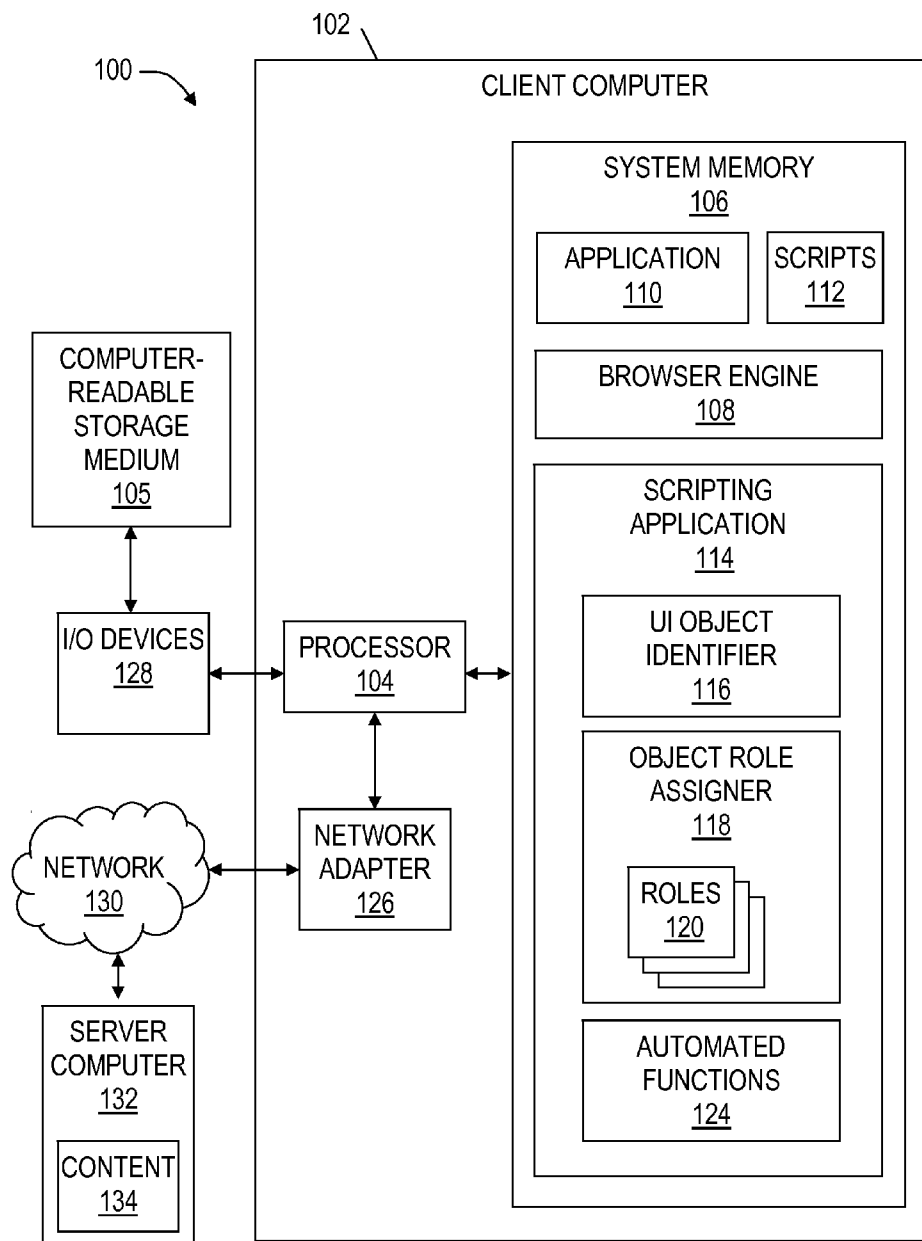 102
100
CLIENT COMPUTER
SYSTEM MEMORY
106
APPLICATION
110
SCRIPTS
112
BROWSER ENGINE
108
COMPUTER-
READABLE
STORAGE
MEDIUM
105
SCRIPTING
APPLICATION
114
UI OBJECT
IDENTIFIER
116
I/O DEVICES
128
PROCESSOR
104
OBJECT ROLE
ASSIGNER
118
ROLES
120
NETWORK
130
NETWORK
ADAPTER
126
SERVER
COMPUTER
132
CONTENT
134
AUTOMATED
FUNCTIONS
124